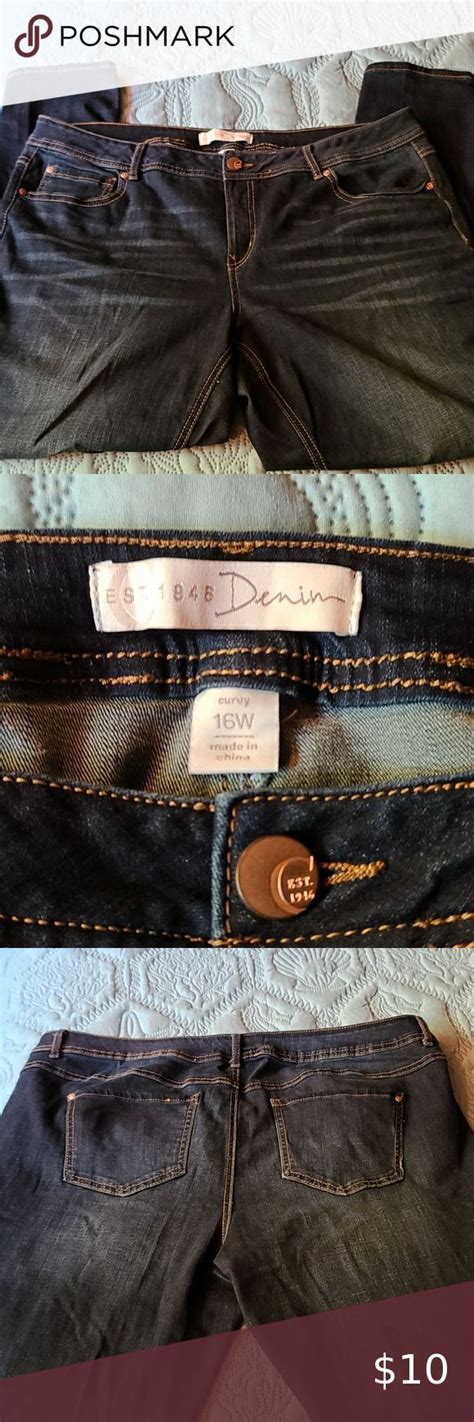 POSHMARK
EST. 1946 Denim
curvy
16W
made in
china
EST.
1946
$10